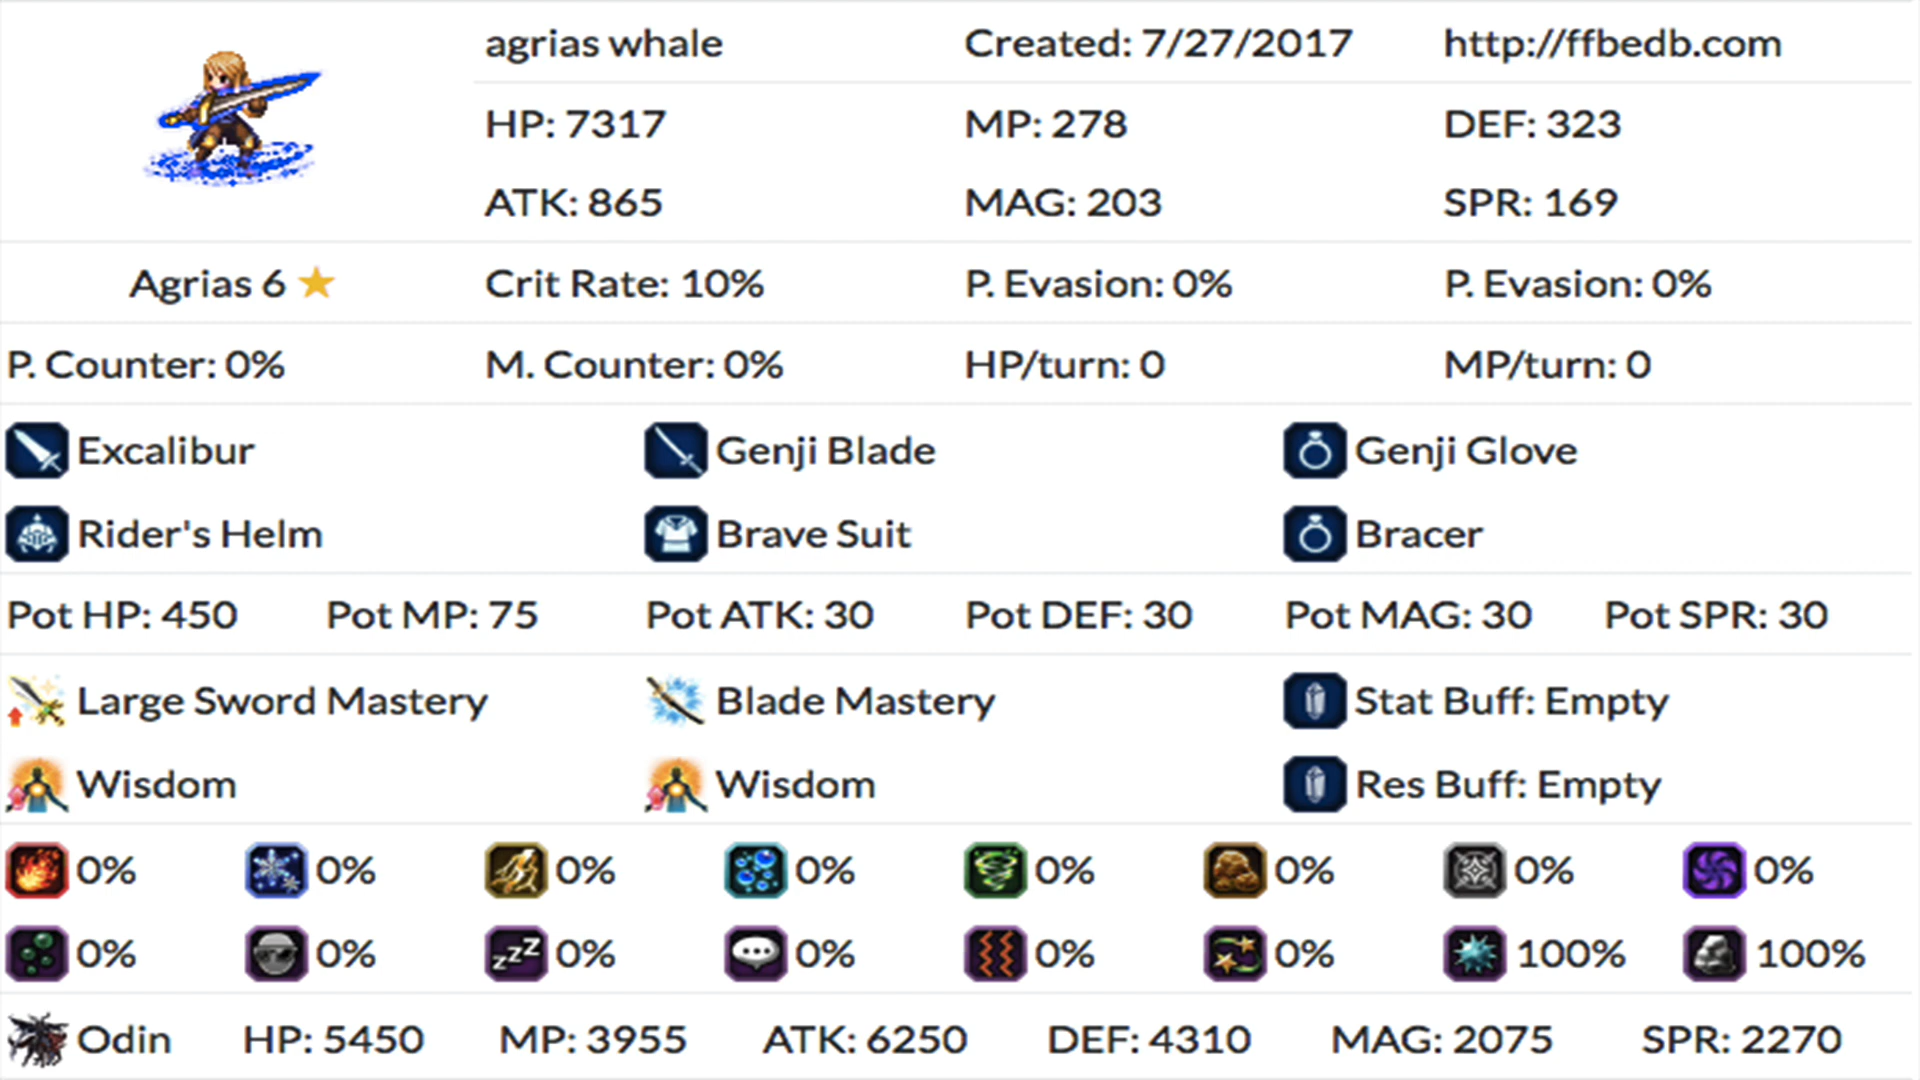 agrias whale Created: 7/27/2017 http://ffbedb.com
HP: 7317 MP: 278 DEF: 323
ATK: 865 MAG: 203 SPR: 169
Agrias 6 Crit Rate: 10% P. Evasion: 0% P. Evasion: 0%
P. Counter: 0% M. Counter: 0% HP/turn: 0 MP/turn: 0
Excalibur Genji Blade Genji Glove
Rider's Helm Brave Suit Bracer
Pot HP: 450 Pot MP: 75 Pot ATK: 30 Pot DEF: 30 Pot MAG: 30 Pot SPR: 30
Large Sword Mastery Blade Mastery Stat Buff: Empty
Wisdom Wisdom Res Buff: Empty
0% 0% 0% 0% 0% 0% 0% 0%
0% 0% zzZ 0% 0% 0% 0% 100% 100%
Odin HP: 5450 MP: 3955 ATK: 6250 DEF: 4310 MAG: 2075 SPR: 2270